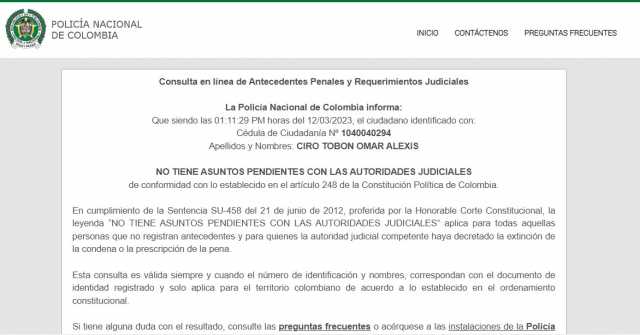 POLICÍA NACIONAL
DE COLOMBIA
INICIO CONTÁCTENOS PREGUNTAS FRECUENTES
Consulta en línea de Antecedentes Penales y Requerimientos Judiciales
La Policía Nacional de Colombia informa:
Que siendo las 01:11:29 PM horas del 12/03/2023, el ciudadano identificado con:
Cédula de Ciudadanía Nº 1040040294
Apellidos y Nombres: CIRO TOBON OMAR ALEXIS
NO TIENE ASUNTOS PENDIENTES CON LAS AUTORIDADES JUDICIALES
de conformidad con lo establecido en el artículo 248 de la Constitución Política de Colombia.
En cumplimiento de la Sentencia SU-458 del 21 de junio de 2012, proferida por la Honorable Corte Constitucional, la
leyenda "NO TIENE ASUNTOS PENDIENTES CON LAS AUTORIDADES JUDICIALES" aplica para todas aquellas
personas que no registran antecedentes y para quienes la autoridad judicial competente haya decretado la extinción de
la condena o la prescripción de la pena.
Esta consulta es válida siempre y cuando el número de identificación y nombres, correspondan con el documento de
identidad registrado y solo aplica para el territorio colombiano de acuerdo a lo establecido en el ordenamiento
constitucional.
Si tiene alguna duda con el resultado, consulte las preguntas frecuentes o acérquese a las instalaciones de la Policía